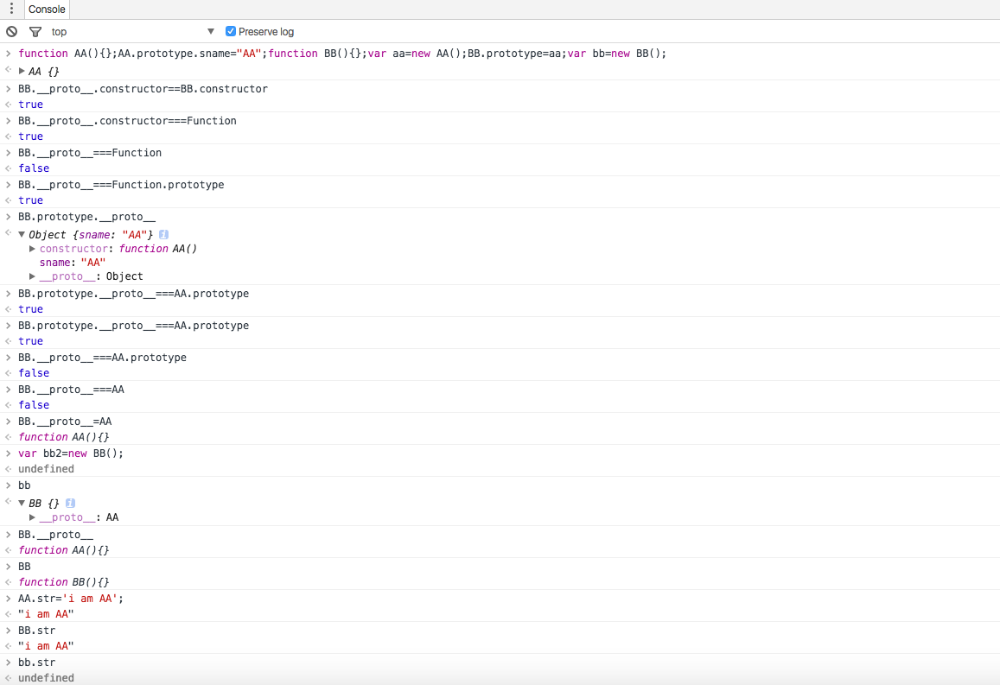 Console
top
Preserve log
function AA(){};AA.prototype.sname="AA";function BB(){};var aa=new AA();BB.prototype=aa;var bb=new BB();
AA {}
BB.__proto__.constructor==BB.constructor
true
BB.__proto__.constructor===Function
true
BB.__proto__===Function
false
BB.__proto__===Function.prototype
true
BB.prototype.__proto__
Object {sname: "AA"} i
constructor: function AA()
sname: "AA"
__proto__: Object
BB.prototype.__proto__===AA.prototype
true
BB.prototype.__proto__===AA.prototype
true
BB.__proto__===AA.prototype
false
BB.__proto__===AA
false
BB.__proto__=AA
function AA(){}
var bb2=new BB();
undefined
bb
BB {} i
__proto__: AA
BB.__proto__
function AA(){}
BB
function BB(){}
AA.str='i am AA';
"i am AA"
BB.str
"i am AA"
bb.str
undefined